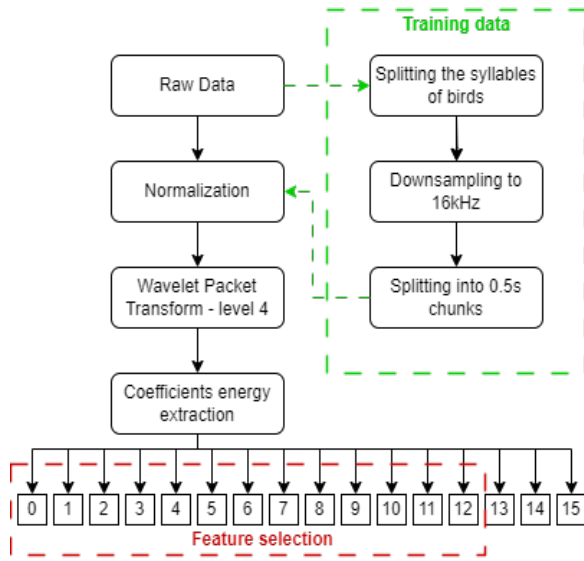 Training data
Raw Data
Splitting the syllables
of birds
Normalization
Downsampling to
16kHz
Wavelet Packet
Transform - level 4
Splitting into 0.5s
chunks
Coefficients energy
extraction
0 1 2 3 4 5 6 7 8 9 10 11 12 13 14 15
Feature selection